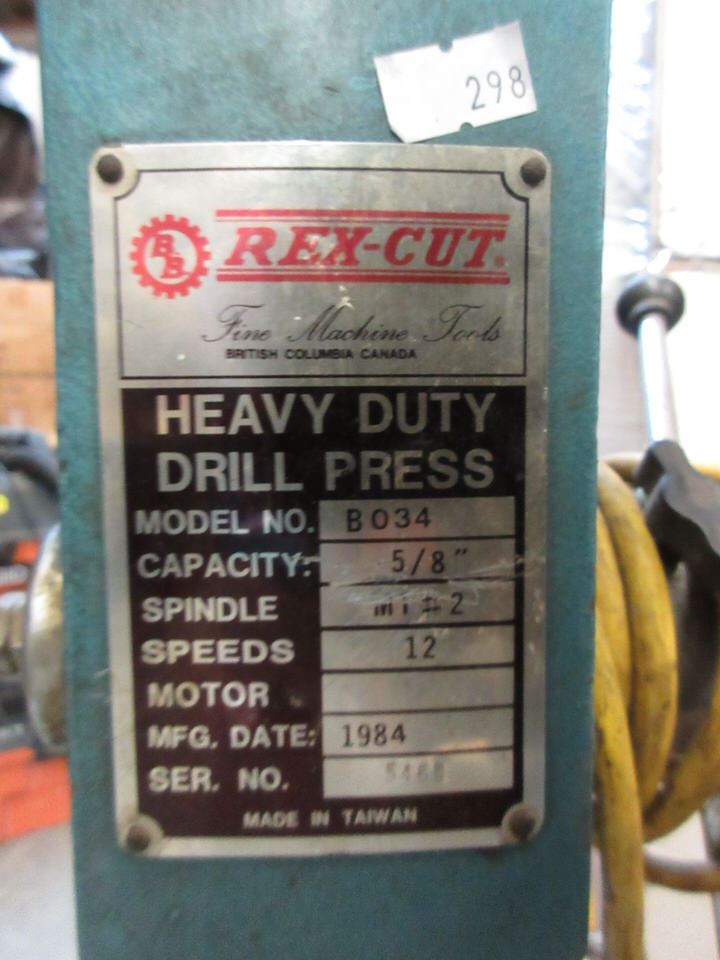 298
BB REX-CUT®
Fine Machine Tools
BRITISH COLUMBIA CANADA
HEAVY DUTY
DRILL PRESS
MODEL NO. B034
CAPACITY: 5/8"
SPINDLE MT#2
SPEEDS 12
MOTOR
MFG. DATE: 1984
SER. NO.
MADE IN TAIWAN